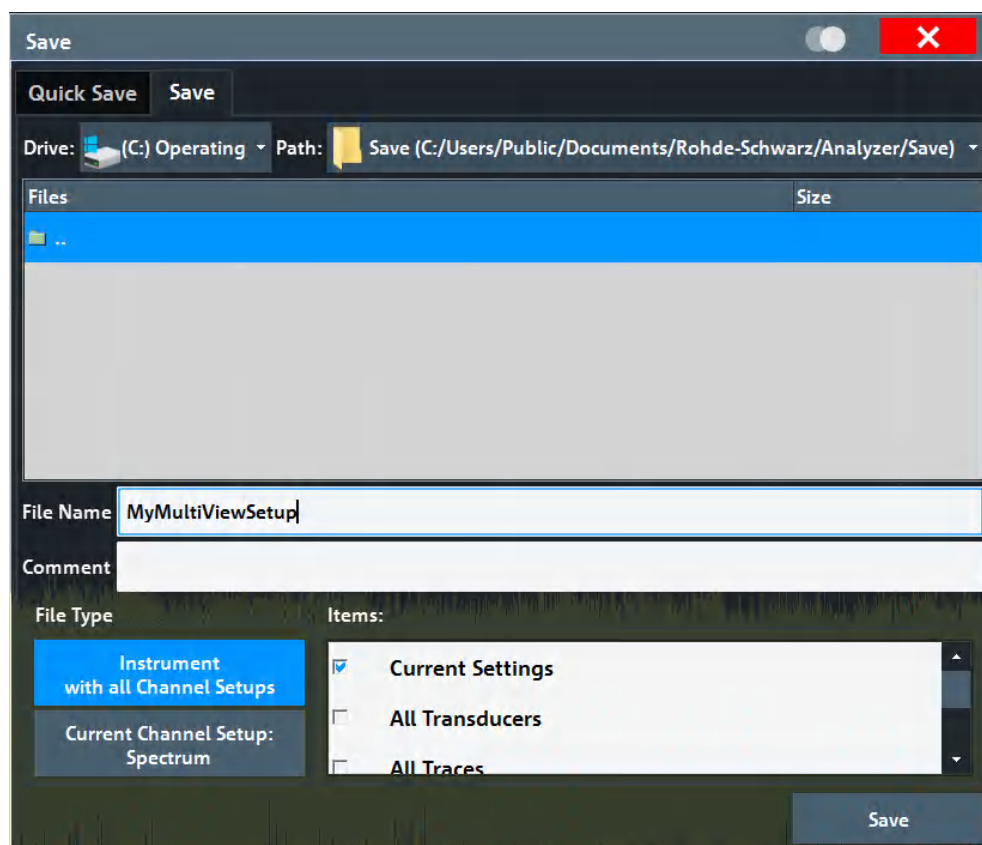 Save
Quick Save Save
Drive: (C:) Operating Path: Save (C:/Users/Public/Documents/Rohde-Schwarz/Analyzer/Save)
Files Size
..
File Name MyMultiViewSetup
Comment
File Type Items:
Instrument
with all Channel Setups
Current Channel Setup:
Spectrum
Current Settings
All Transducers
All Traces
Save